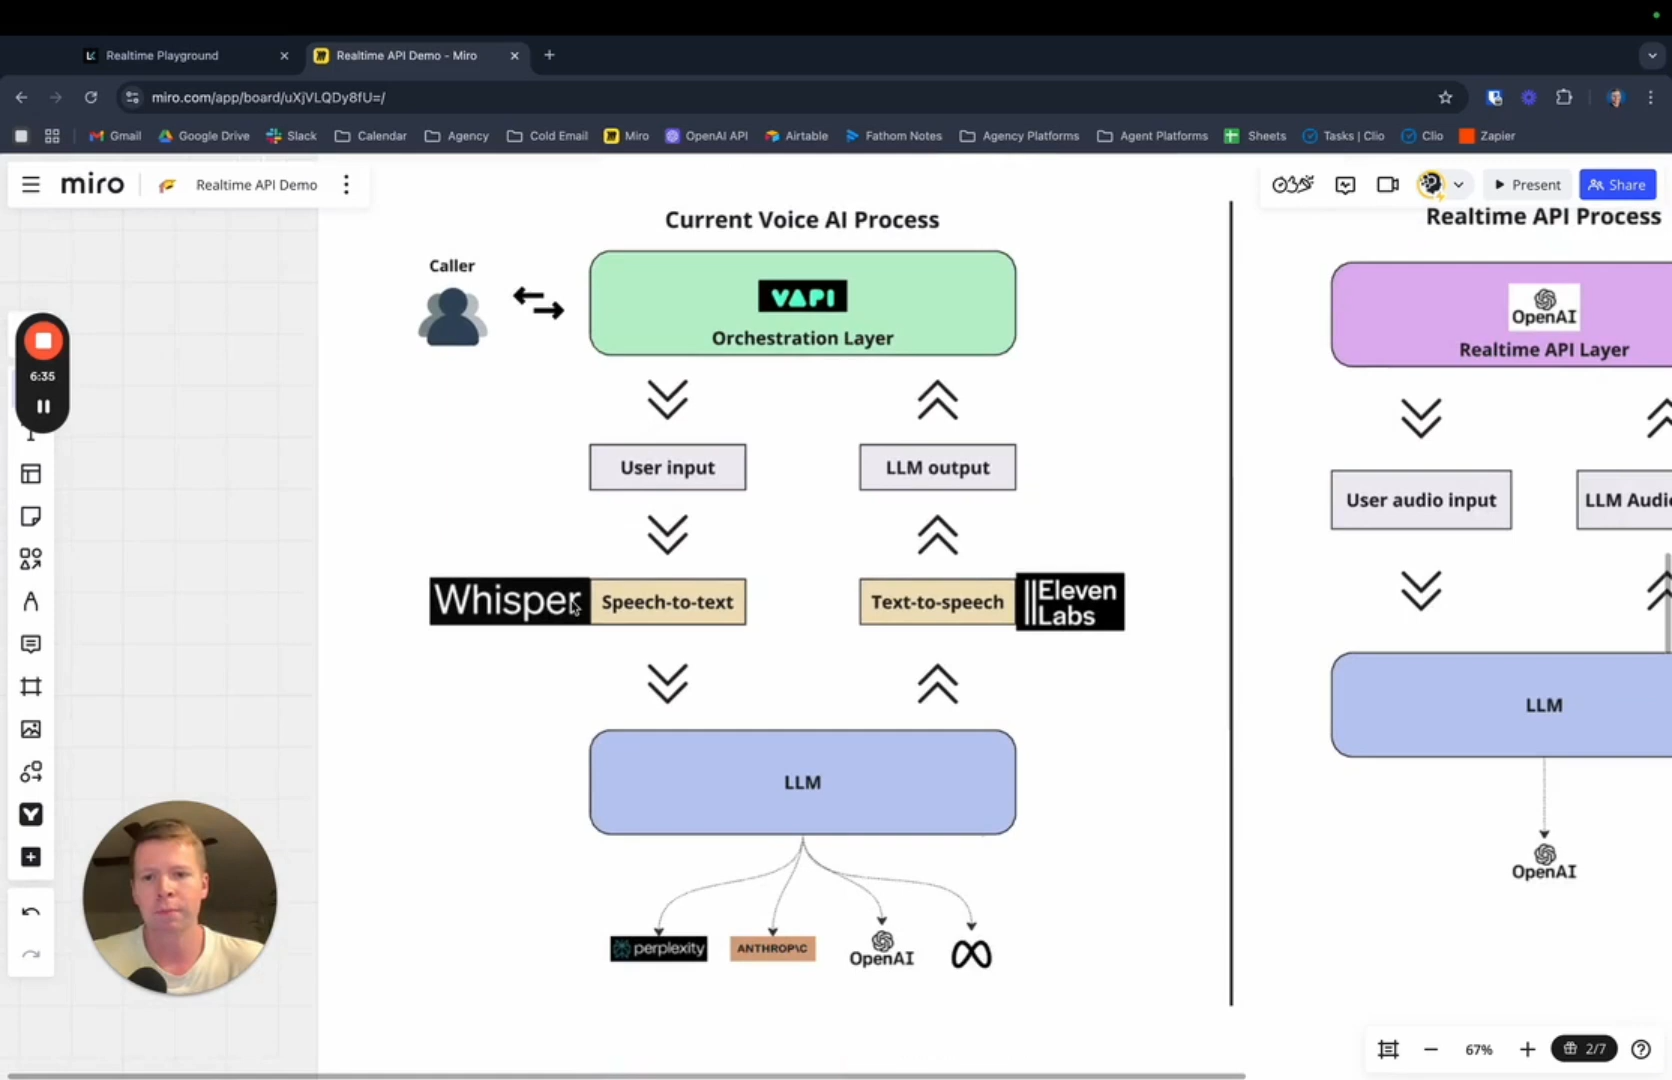 Realtime Playground
Realtime API Demo - Miro
miro.com/app/board/uXjVLQDy8fU=/
Gmail
Google Drive
Slack
Calendar
Agency
Cold Email
Miro
OpenAI API
Airtable
Fathom Notes
Agency Platforms
Agent Platforms
Sheets
Tasks | Clio
Clio
Zapier
miro
Realtime API Demo
Present
Share
6:35
Current Voice AI Process
Caller
VAPI
Orchestration Layer
User input
LLM output
Whisper
Speech-to-text
Text-to-speech
||Eleven
Labs
LLM
perplexity
ANTHROP\C
OpenAI
Realtime API Process
OpenAI
Realtime API Layer
User audio input
LLM Audi
LLM
OpenAI
67%
2/7